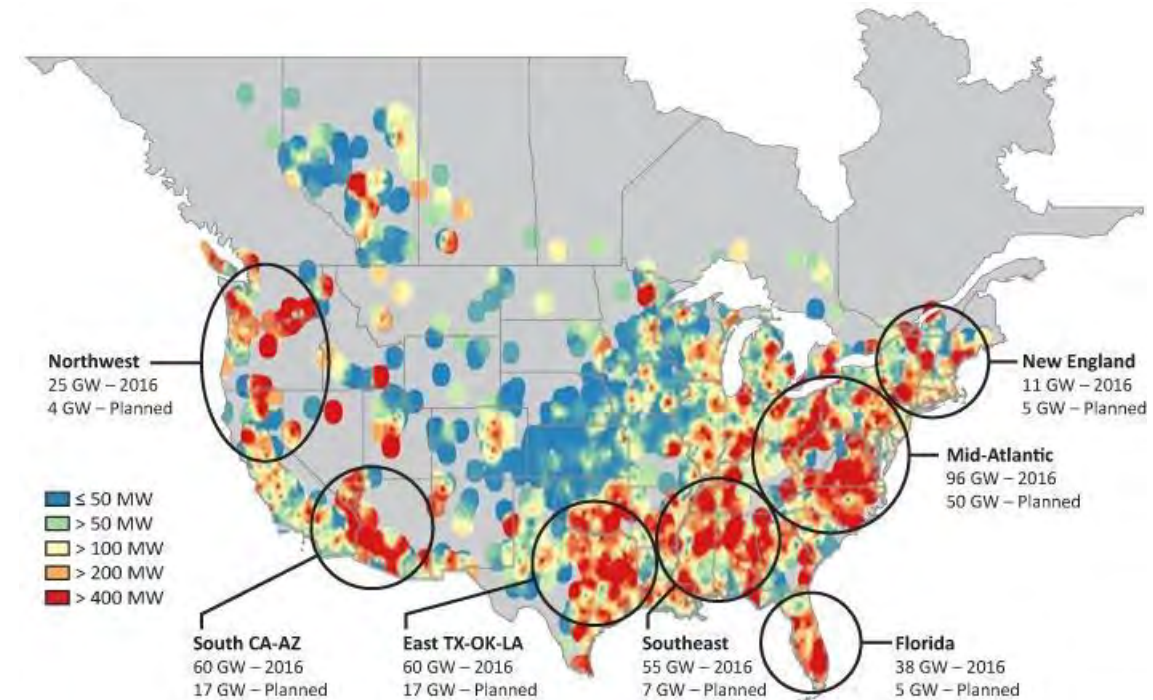 Northwest
25 GW – 2016
4 GW – Planned
New England
11 GW – 2016
5 GW – Planned
Mid-Atlantic
96 GW – 2016
50 GW – Planned
≤ 50 MW
> 50 MW
> 100 MW
> 200 MW
> 400 MW
South CA-AZ
60 GW – 2016
17 GW – Planned
East TX-OK-LA
60 GW – 2016
17 GW – Planned
Southeast
55 GW – 2016
7 GW – Planned
Florida
38 GW – 2016
5 GW – Planned